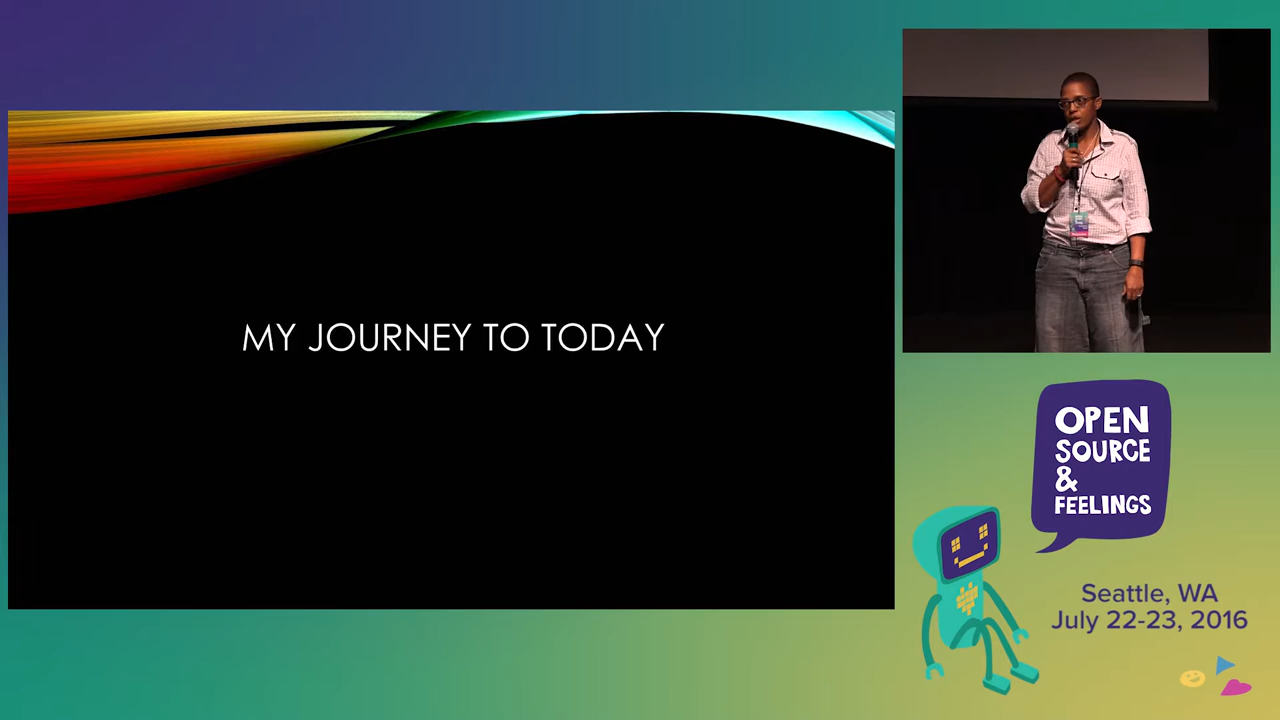 MY JOURNEY TO TODAY
OPEN
SOURCE
&
FEELINGS
Seattle, WA
July 22-23, 2016